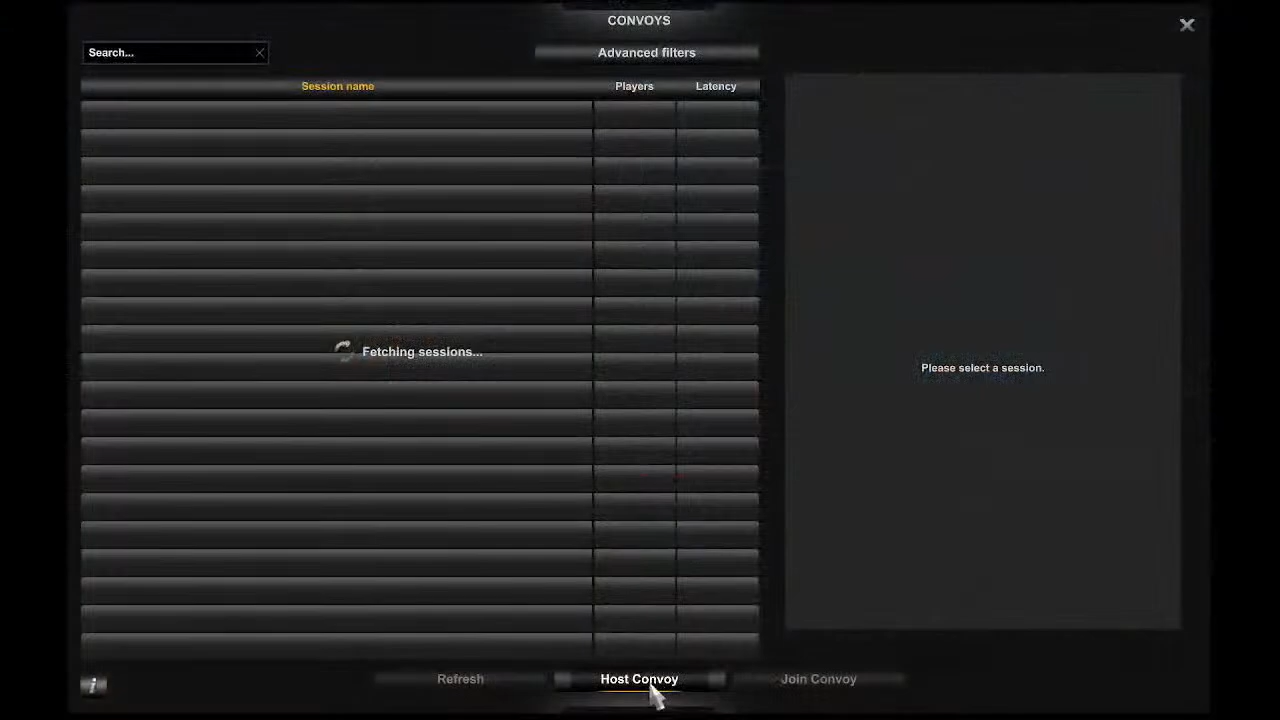 CONVOYS
Search...
Advanced filters
Session name Players Latency
Fetching sessions...
Please select a session.
Refresh Host Convoy Join Convoy
i